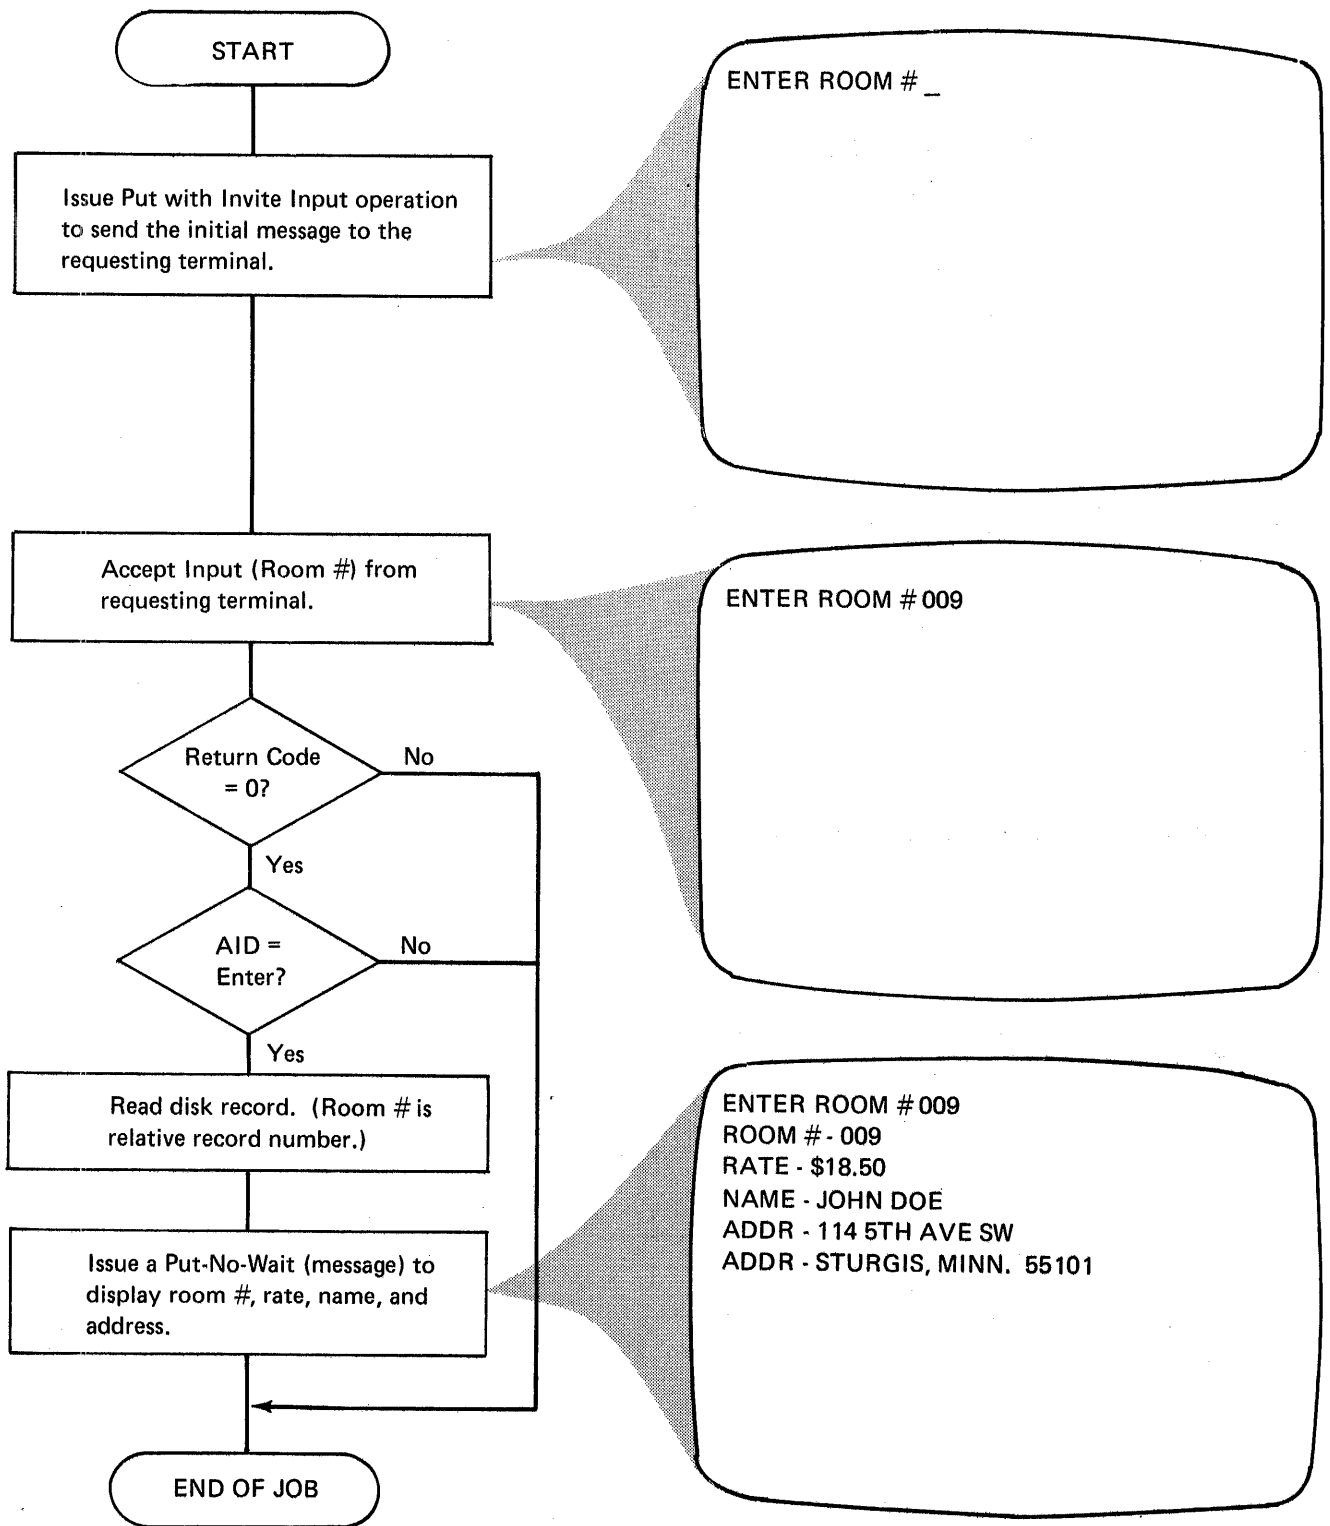 START
Issue Put with Invite Input operation
to send the initial message to the
requesting terminal.
ENTER ROOM # _
Accept Input (Room #) from
requesting terminal.
ENTER ROOM # 009
Return Code
= 0?
No
Yes
AID =
Enter?
No
Yes
Read disk record. (Room # is
relative record number.)
Issue a Put-No-Wait (message) to
display room #, rate, name, and
address.
ENTER ROOM # 009
ROOM # - 009
RATE - $18.50
NAME - JOHN DOE
ADDR - 114 5TH AVE SW
ADDR - STURGIS, MINN. 55101
END OF JOB